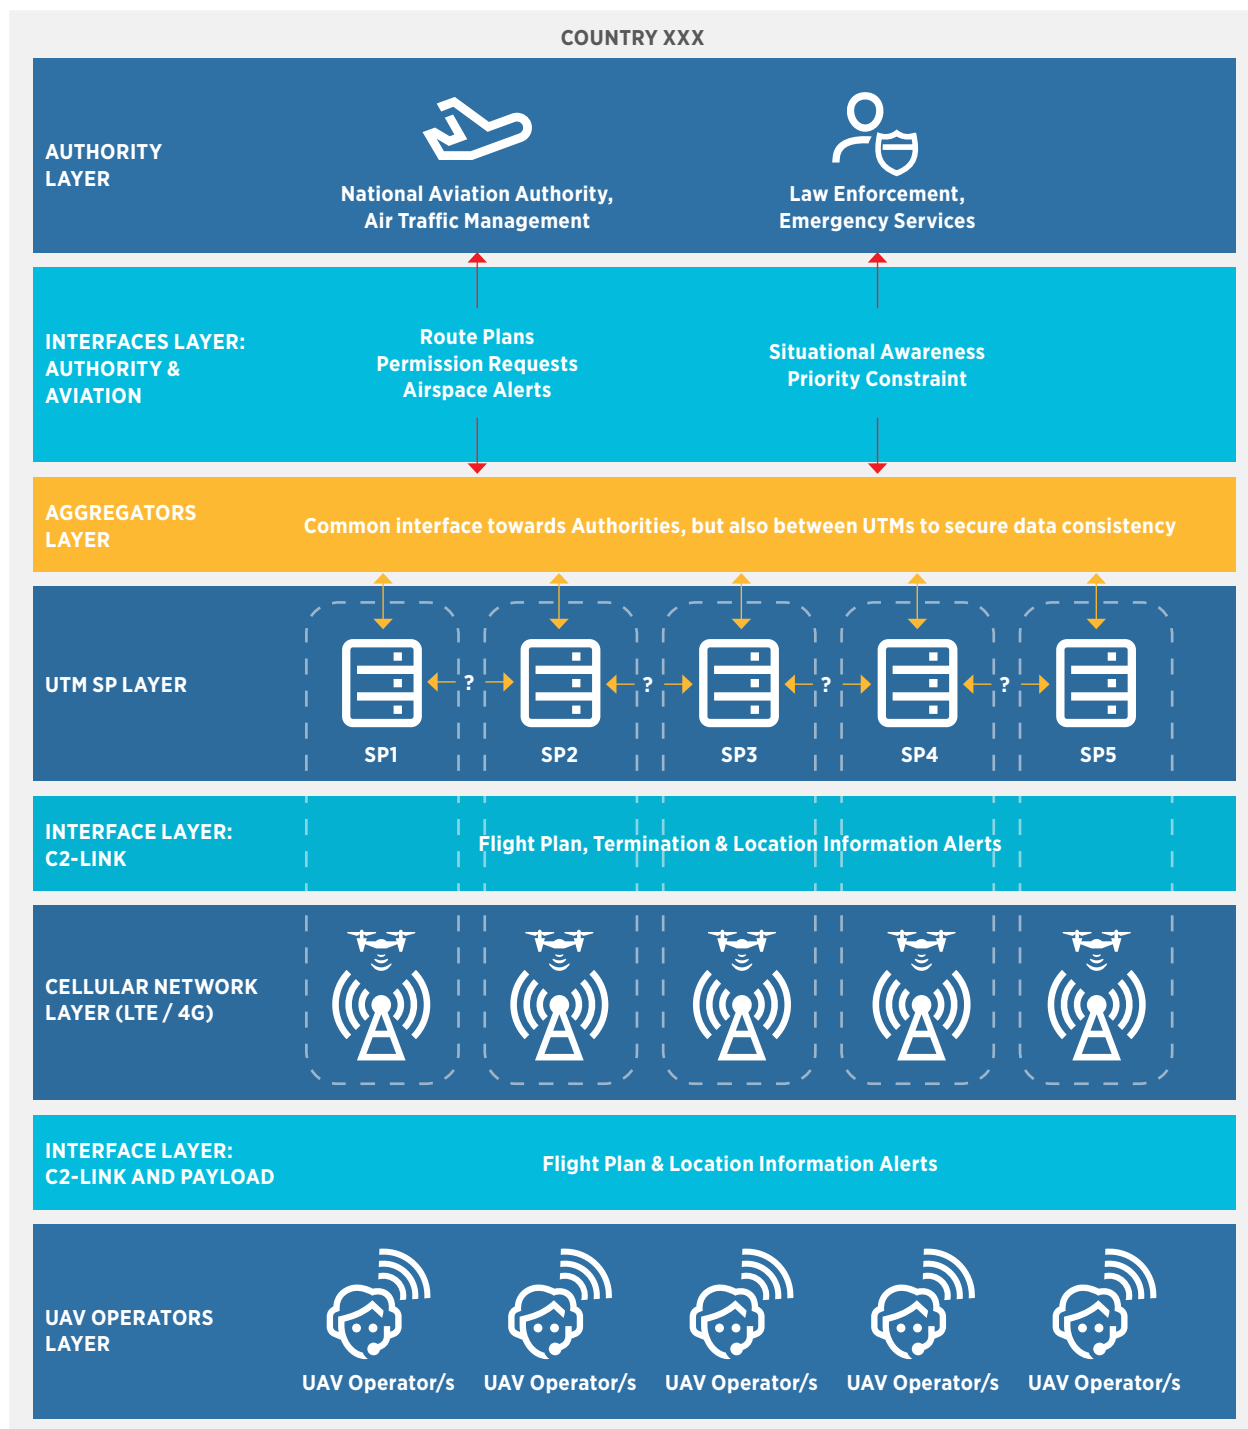 COUNTRY XXX
AUTHORITY
LAYER
National Aviation Authority,
Air Traffic Management
Law Enforcement,
Emergency Services
INTERFACES LAYER:
AUTHORITY &
AVIATION
Route Plans
Permission Requests
Airspace Alerts
Situational Awareness
Priority Constraint
AGGREGATORS
LAYER
Common interface towards Authorities, but also between UTMs to secure data consistency
UTM SP LAYER
? ? ? ?
SP1 SP2 SP3 SP4 SP5
INTERFACE LAYER:
C2-LINK
Flight Plan, Termination & Location Information Alerts
CELLULAR NETWORK
LAYER (LTE / 4G)
INTERFACE LAYER:
C2-LINK AND PAYLOAD
Flight Plan & Location Information Alerts
UAV OPERATORS
LAYER
UAV Operator/s UAV Operator/s UAV Operator/s UAV Operator/s UAV Operator/s